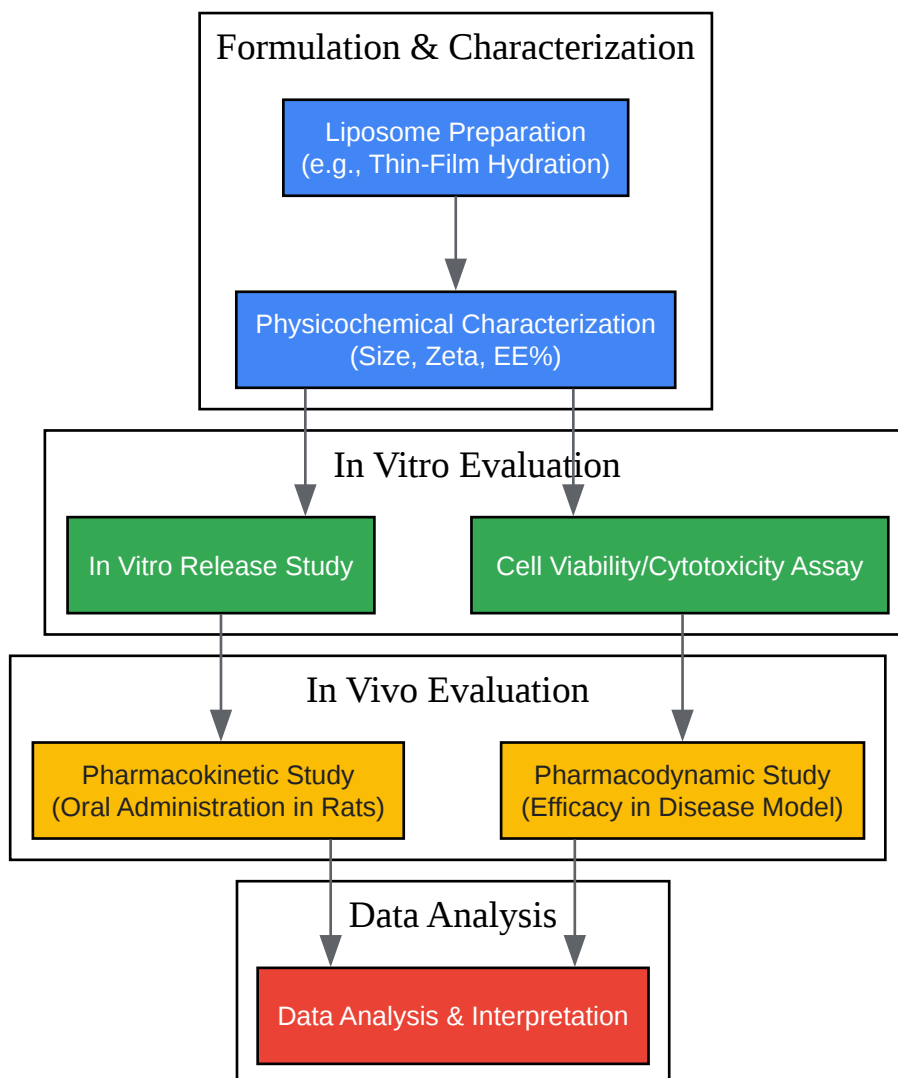 Formulation & Characterization
Liposome Preparation
(e.g., Thin-Film Hydration)
Physicochemical Characterization
(Size, Zeta, EE%)
In Vitro Evaluation
In Vitro Release Study
Cell Viability/Cytotoxicity Assay
In Vivo Evaluation
Pharmacokinetic Study
(Oral Administration in Rats)
Pharmacodynamic Study
(Efficacy in Disease Model)
Data Analysis
Data Analysis & Interpretation